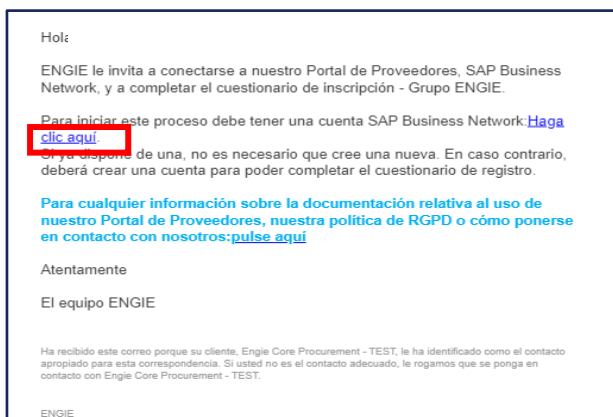 Hola
ENGIE le invita a conectarse a nuestro Portal de Proveedores, SAP Business
Network, y a completar el cuestionario de inscripción - Grupo ENGIE.
Para iniciar este proceso debe tener una cuenta SAP Business Network:Haga
clic aquí.
Si ya dispone de una, no es necesario que cree una nueva. En caso contrario,
deberá crear una cuenta para poder completar el cuestionario de registro.
Para cualquier información sobre la documentación relativa al uso de
nuestro Portal de Proveedores, nuestra política de RGPD o cómo ponerse
en contacto con nosotros:pulse aquí
Atentamente
El equipo ENGIE
Ha recibido este correo porque su cliente, Engie Core Procurement - TEST, le ha identificado como el contacto
apropiado para esta correspondencia. Si usted no es el contacto adecuado, le rogamos que se ponga en
contacto con Engie Core Procurement - TEST.
ENGIE